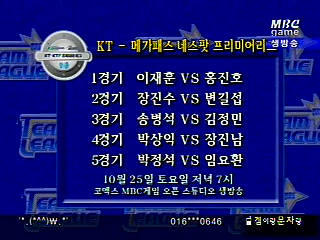 MBC
game
생방송
KT - 메가패스 네스팟 프리미어리
1경기 이재훈 VS 홍진호
2경기 장진수 VS 변길섭
3경기 송병석 VS 김정민
4경기 박상익 VS 장진남
5경기 박정석 VS 임요환
10월 25일 토요일 저녁 7시
코엑스 MBC게임 오픈 스튜디오 생방송
TEAM LEAGUE
016***0646